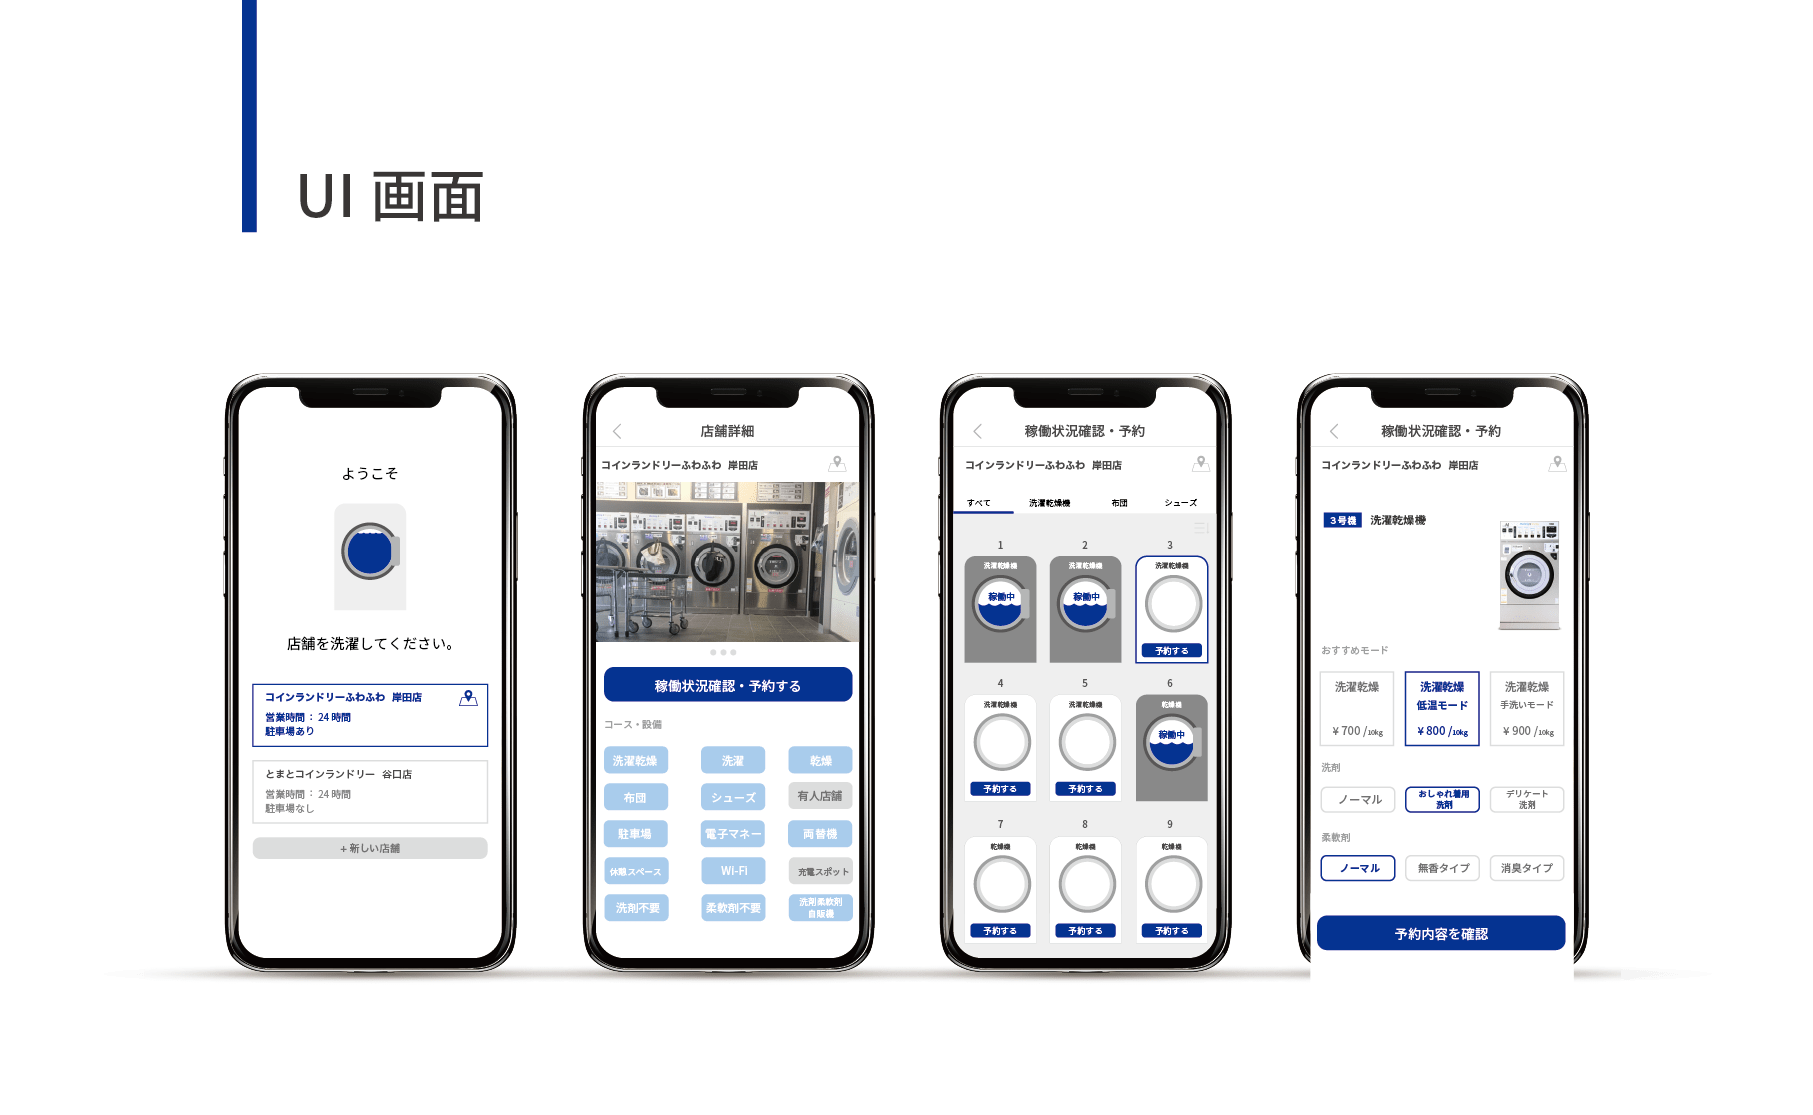 UI 画面
ようこそ
店舗を洗濯してください。
コインランドリーふわふわ 岸田店
営業時間：24 時間
駐車場あり
とまとコインランドリー 谷口店
営業時間：24 時間
駐車場なし
+ 新しい店舗
店舗詳細
コインランドリーふわふわ 岸田店
稼働状況確認・予約する
コース・設備
洗濯乾燥 洗濯 乾燥
布団 シューズ 有人店舗
駐車場 電子マネー 両替機
休憩スペース WI-FI 充電スポット
洗剤不要 柔軟剤不要 洗剤柔軟剤
自販機
稼働状況確認・予約
コインランドリーふわふわ 岸田店
すべて 洗濯乾燥機 布団 シューズ
1 2 3
洗濯乾燥機 洗濯乾燥機 洗濯乾燥機
稼働中 稼働中
予約する
4 5 6
洗濯乾燥機 洗濯乾燥機 乾燥機
稼働中
予約する 予約する
7 8 9
乾燥機 乾燥機 乾燥機
予約する 予約する 予約する
稼働状況確認・予約
コインランドリーふわふわ 岸田店
3号機 洗濯乾燥機
おすすめモード
洗濯乾燥 洗濯乾燥 洗濯乾燥
低温モード 手洗いモード
¥ 700 /10kg ¥ 800 /10kg ¥ 900 /10kg
洗剤
ノーマル おしゃれ着用 デリケート
洗剤 洗剤
柔軟剤
ノーマル 無香タイプ 消臭タイプ
予約内容を確認